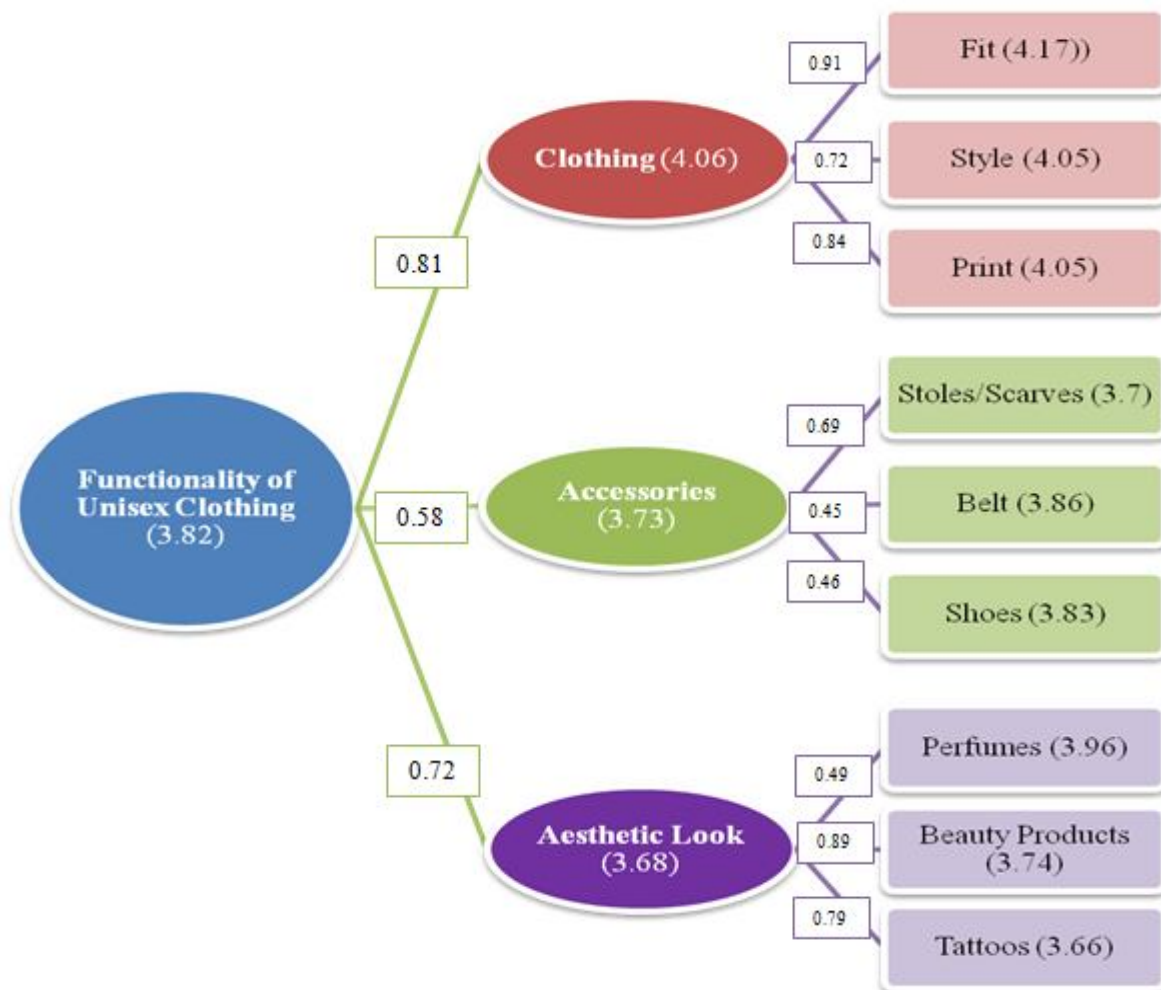 Functionality of
Unisex Clothing
(3.82)
0.81
0.58
0.72
Clothing (4.06)
0.91
0.72
0.84
Fit (4.17))
Style (4.05)
Print (4.05)
Accessories
(3.73)
0.69
0.45
0.46
Stoles/Scarves (3.7)
Belt (3.86)
Shoes (3.83)
Aesthetic Look
(3.68)
0.49
0.89
0.79
Perfumes (3.96)
Beauty Products
(3.74)
Tattoos (3.66)